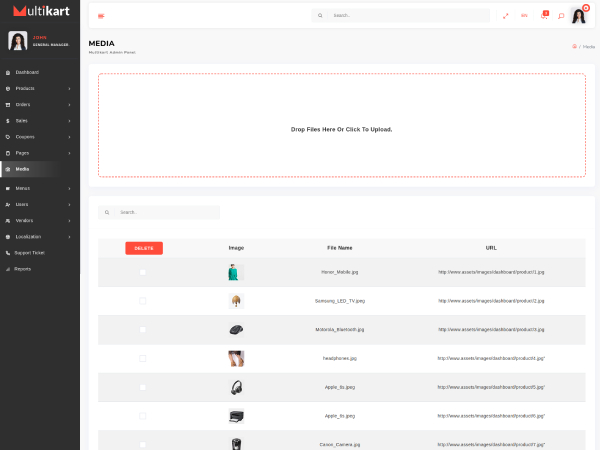 Multikart
JOHN
GENERAL MANAGER.
Dashboard
Products
Orders
Sales
Coupons
Pages
Media
Menus
Users
Vendors
Localization
Support Ticket
Reports
Search..
EN
MEDIA
Multikart Admin Panel
/ Media
Drop Files Here Or Click To Upload.
Search..
DELETE Image File Name URL
Honor_Mobile.jpg http://www.assets/images/dashboard/product/1.jpg
Samsung_LED_TV.jpeg http://www.assets/images/dashboard/product/2.jpg
Motorola_Bluetooth.jpg http://www.assets/images/dashboard/product/3.jpg
headphones.jpg http://www.assets/images/dashboard/product/4.jpg"
http://www.assets/images/dashboard/product/5.jpg"
http://www.assets/images/dashboard/product/6.jpg"
Canon_Camera.jpg http://www.assets/images/dashboard/product/7.jpg"